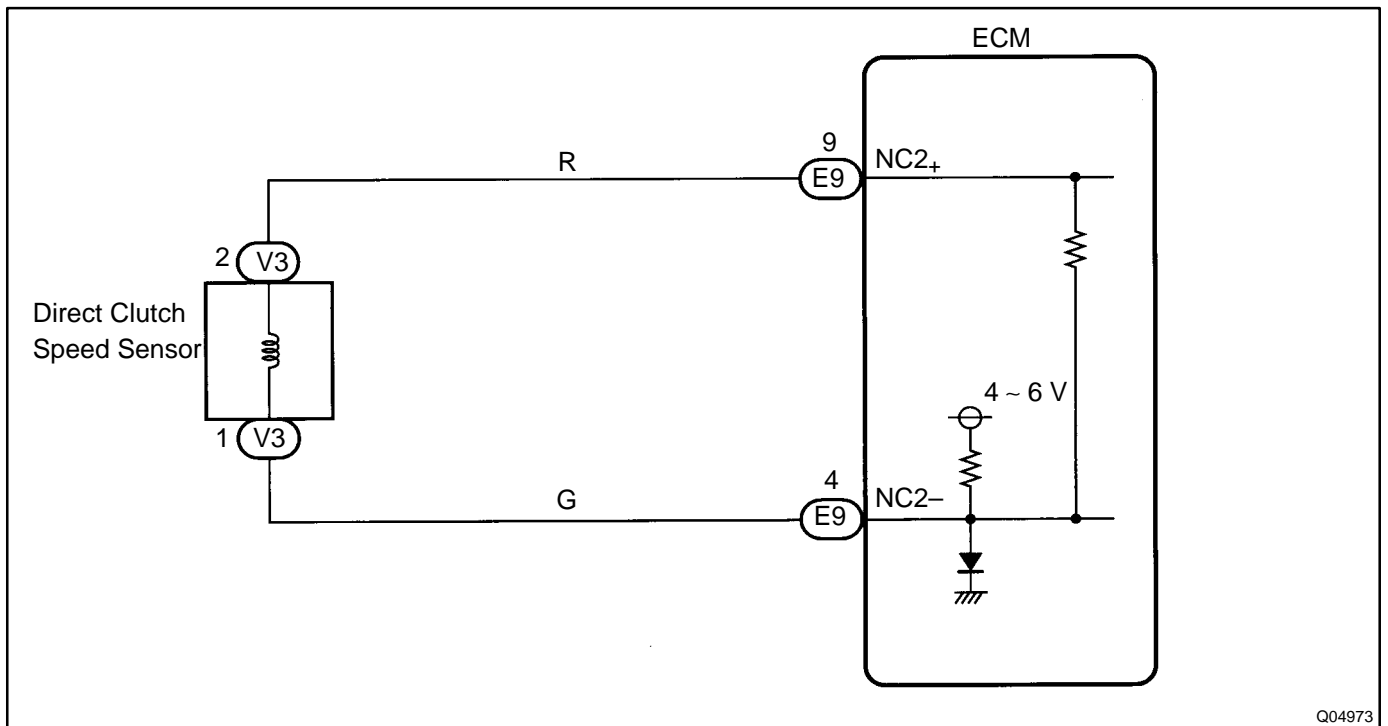 ECM
9
NC2+
R
E9
2
V3
Direct Clutch
Speed Sensor
4 ~ 6 V
1
V3
4
NC2–
G
E9
Q04973